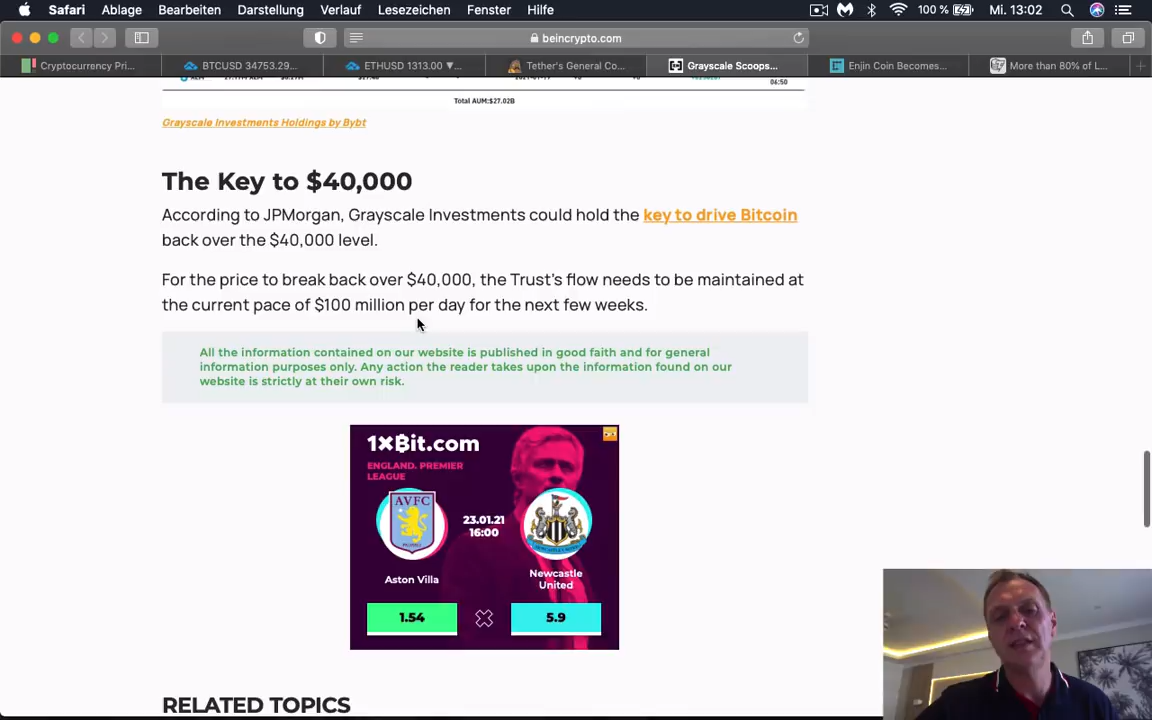 Safari Ablage Bearbeiten Darstellung Verlauf Lesezeichen Fenster Hilfe 100 % Mi. 13:02
beincrypto.com
Cryptocurrency Pri... BTCUSD 34753.29... ETHUSD 1313.00 ▼... Tether's General Co... Grayscale Scoops... Enjin Coin Becomes... More than 80% of L...
06:50
Total AUM:$27.02B
Grayscale Investments Holdings by Bybt
The Key to $40,000
According to JPMorgan, Grayscale Investments could hold the key to drive Bitcoin
back over the $40,000 level.
For the price to break back over $40,000, the Trust's flow needs to be maintained at
the current pace of $100 million per day for the next few weeks.
All the information contained on our website is published in good faith and for general
information purposes only. Any action the reader takes upon the information found on our
website is strictly at their own risk.
1XBit.com
ENGLAND. PREMIER
LEAGUE
AVFC
23.01.21
16:00
Aston Villa
Newcastle
United
1.54 5.9
RELATED TOPICS